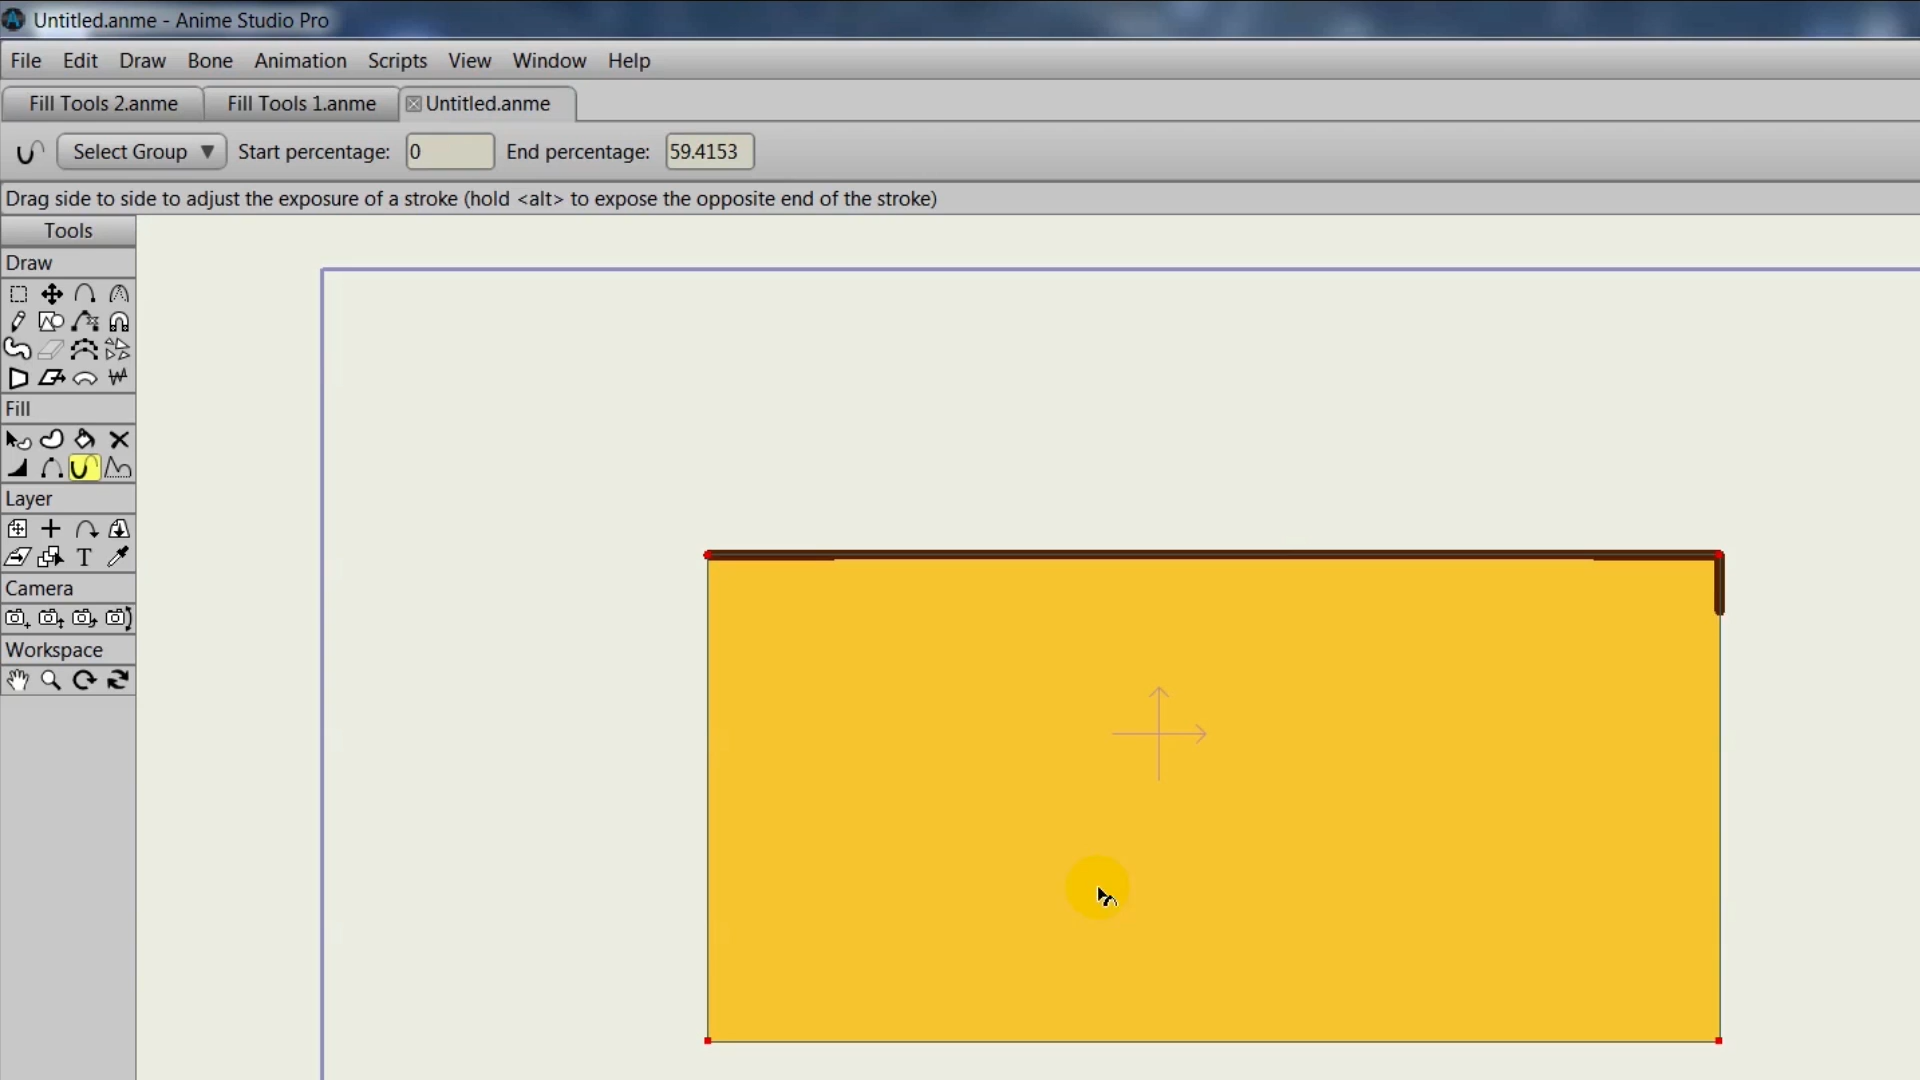 Untitled.anme - Anime Studio Pro
File Edit Draw Bone Animation Scripts View Window Help
Fill Tools 2.anme Fill Tools 1.anme Untitled.anme
Select Group Start percentage: 0 End percentage: 59.4153
Drag side to side to adjust the exposure of a stroke (hold <alt> to expose the opposite end of the stroke)
Tools
Draw
Fill
Layer
T
Camera
Workspace